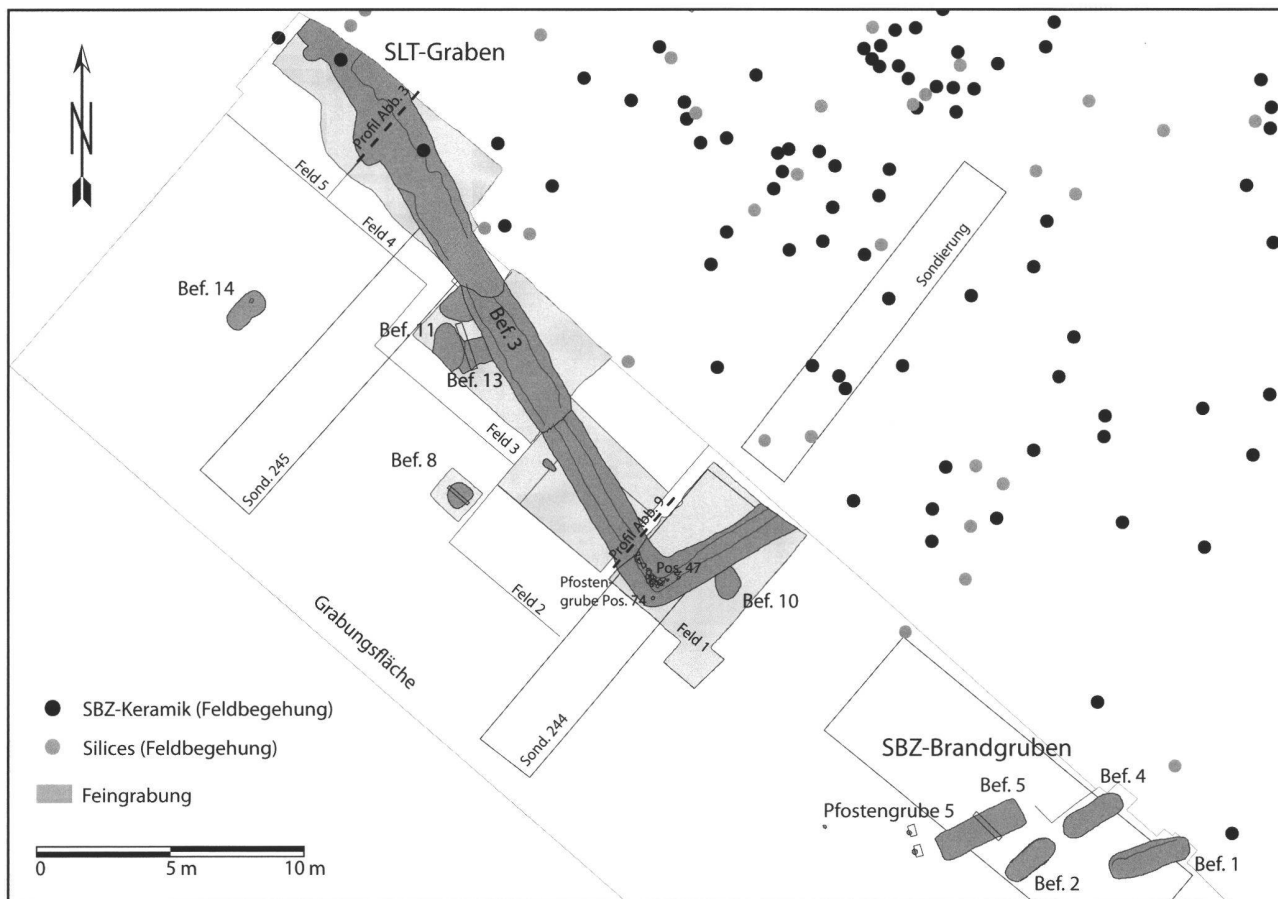 N
SLT-Graben
Profil Abb. 3
Feld 5
Feld 4
Bef. 14
Bef. 11
Bef. 3
Bef. 13
Sondierung
Feld 3
Sond. 245
Bef. 8
Profil Abb. 9
Pos. 47
Pfosten-
grube Pos. 74
Feld 2
Bef. 10
Feld 1
Grabungsfläche
Sond. 244
SBZ-Keramik (Feldbegehung)
Silices (Feldbegehung)
Feingrabung
0
5 m
10 m
SBZ-Brandgruben
Bef. 4
Bef. 5
Pfostengrube 5
Bef. 1
Bef. 2